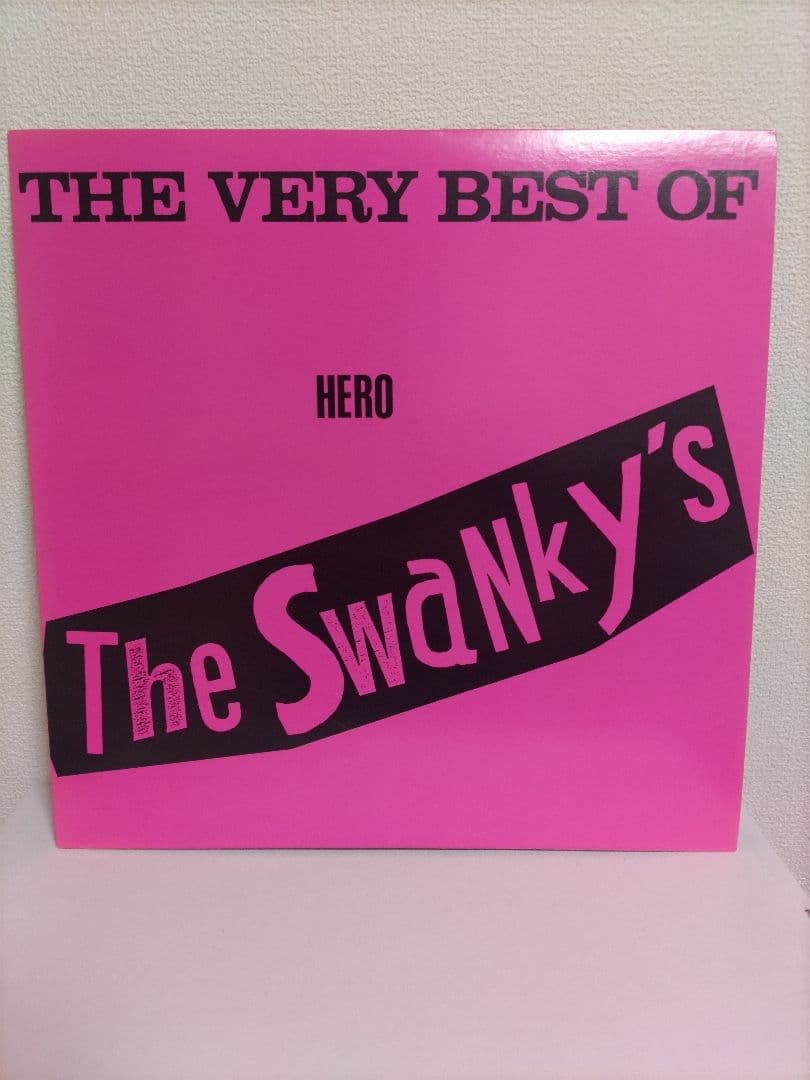 THE VERY BEST OF
HERO
The Swanky's